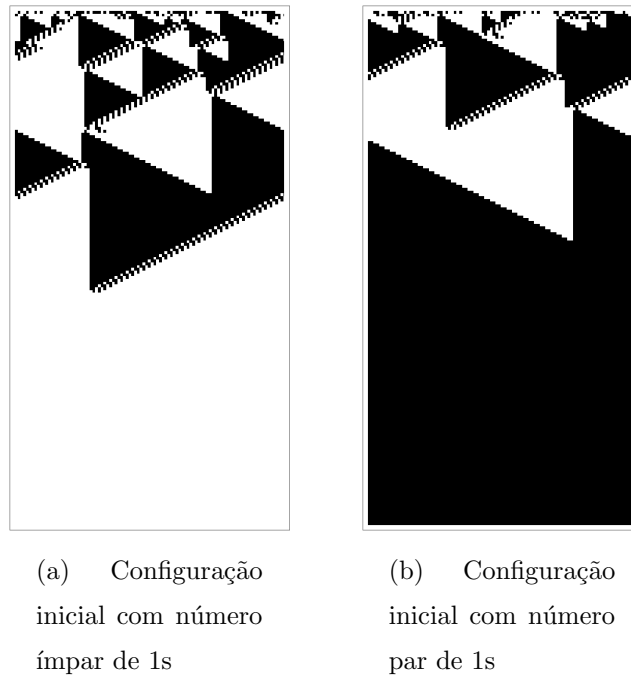 (a) Configuração
inicial com número
ímpar de 1s
(b) Configuração
inicial com número
par de 1s